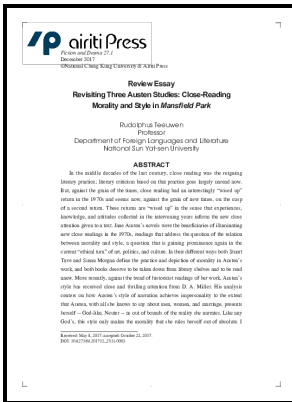 airiti Press
Fiction and Drama 27.1
December 2017
©National Cheng Kung University & Airiti Press
Review Essay
Revisiting Three Austen Studies: Close-Reading
Morality and Style in Mansfield Park
Rudolphus Teeuwen
Professor
Department of Foreign Languages and Literature
National Sun Yat-sen University
ABSTRACT
In the middle decades of the last century, close reading was the reigning
literary practice; literary criticism based on this practice goes largely unread now.
But, against the grain of the times, close reading had an interestingly "wised up"
return in the 1970s and seems now, against the grain of new times, on the cusp
of a second return. These returns are "wised up" in the sense that experiences,
knowledge, and attitudes collected in the intervening years inform the new close
attention given to a text. Jane Austen's novels were the beneficiaries of illuminating
new close readings in the 1970s, readings that address the question of the relation
between morality and style, a question that is gaining prominence again in the
current "ethical turn" of art, politics, and culture. In their different ways both Stuart
Tave and Susan Morgan define the practice and depiction of morality in Austen's
work, and both books deserve to be taken down from library shelves and to be read
anew. More recently, against the trend of historicist readings of her work, Austen's
style has received close and thrilling attention from D. A. Miller. His analysis
centers on how Austen's style of narration achieves impersonality to the extent
that Austen, with all she knows to say about men, women, and marriage, presents
herself – God-like, Neuter – as out of bounds of the reality she narrates. Like any
God's, this style only makes the morality that she rules herself out of absolute. I
Received: May 8, 2017; accepted: October 22, 2017.